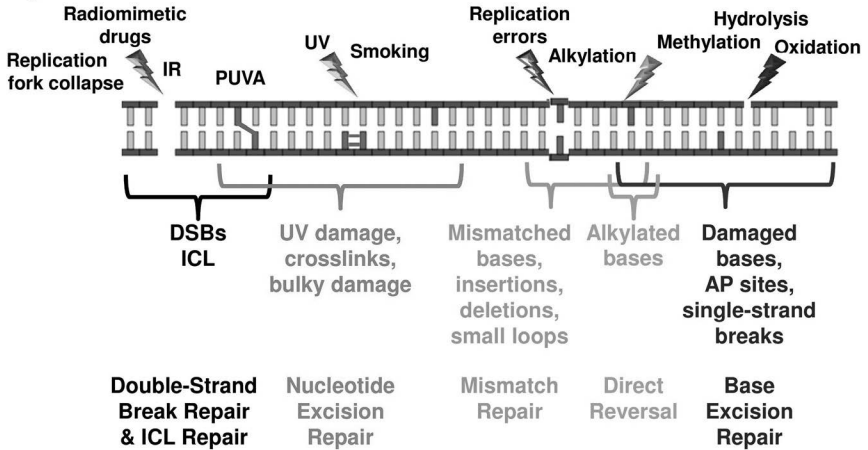 Radiomimetic
drugs
Replication
fork collapse
IR
PUVA
UV
Smoking
Replication
errors
Alkylation
Methylation
Hydrolysis
Oxidation
DSBs
ICL
UV damage,
crosslinks,
bulky damage
Mismatched
bases,
insertions,
deletions,
small loops
Alkylated
bases
Damaged
bases,
AP sites,
single-strand
breaks
Double-Strand
Break Repair
& ICL Repair
Nucleotide
Excision
Repair
Mismatch
Repair
Direct
Reversal
Base
Excision
Repair